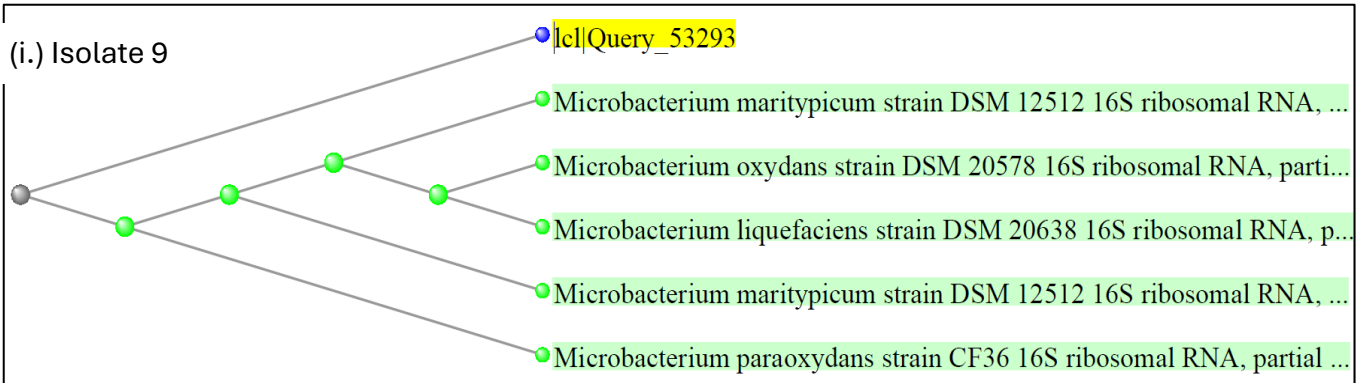 (i.) Isolate 9
lcl|Query_53293
Microbacterium maritypicum strain DSM 12512 16S ribosomal RNA, ...
Microbacterium oxydans strain DSM 20578 16S ribosomal RNA, parti...
Microbacterium liquefaciens strain DSM 20638 16S ribosomal RNA, p...
Microbacterium maritypicum strain DSM 12512 16S ribosomal RNA, ...
Microbacterium paraoxydans strain CF36 16S ribosomal RNA, partial ...